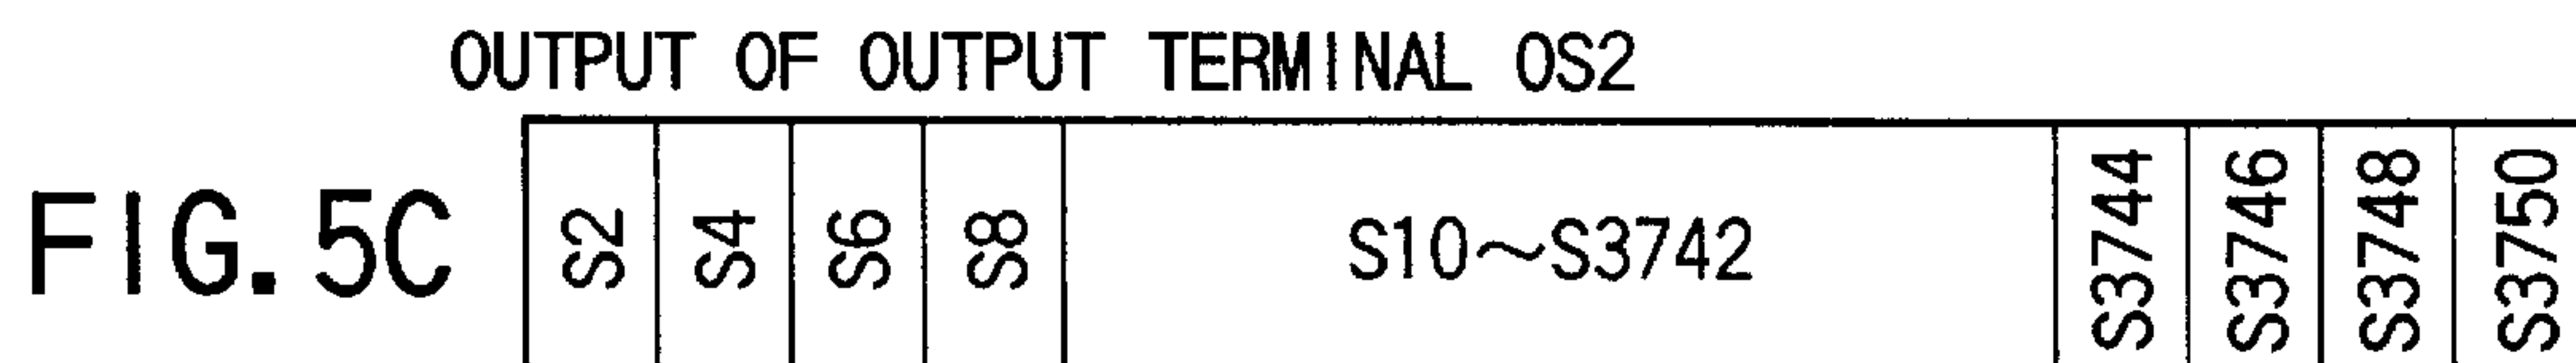 OUTPUT OF OUTPUT TERMINAL OS2
FIG. 5C
S2
S4
S6
S8
S10~S3742
S3744
S3746
S3748
S3750